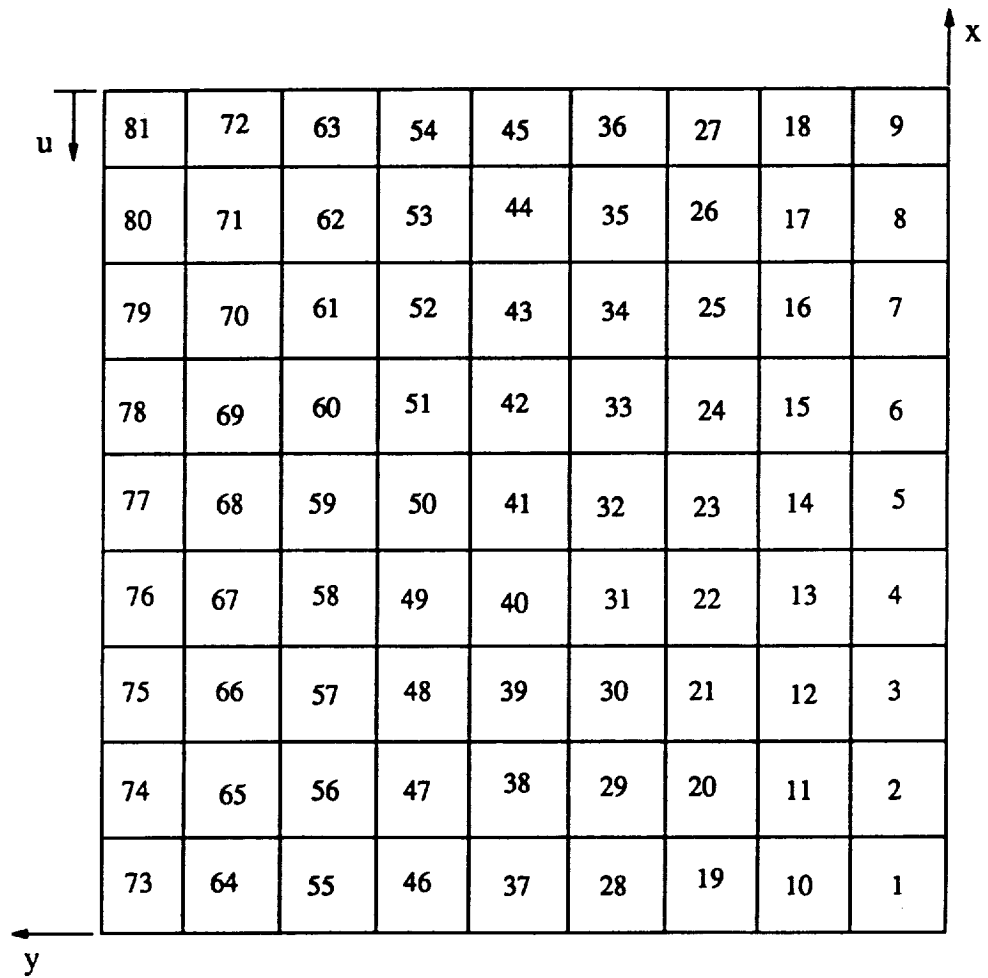 x
u
81 72 63 54 45 36 27 18 9
80 71 62 53 44 35 26 17 8
79 70 61 52 43 34 25 16 7
78 69 60 51 42 33 24 15 6
77 68 59 50 41 32 23 14 5
76 67 58 49 40 31 22 13 4
75 66 57 48 39 30 21 12 3
74 65 56 47 38 29 20 11 2
73 64 55 46 37 28 19 10 1
y